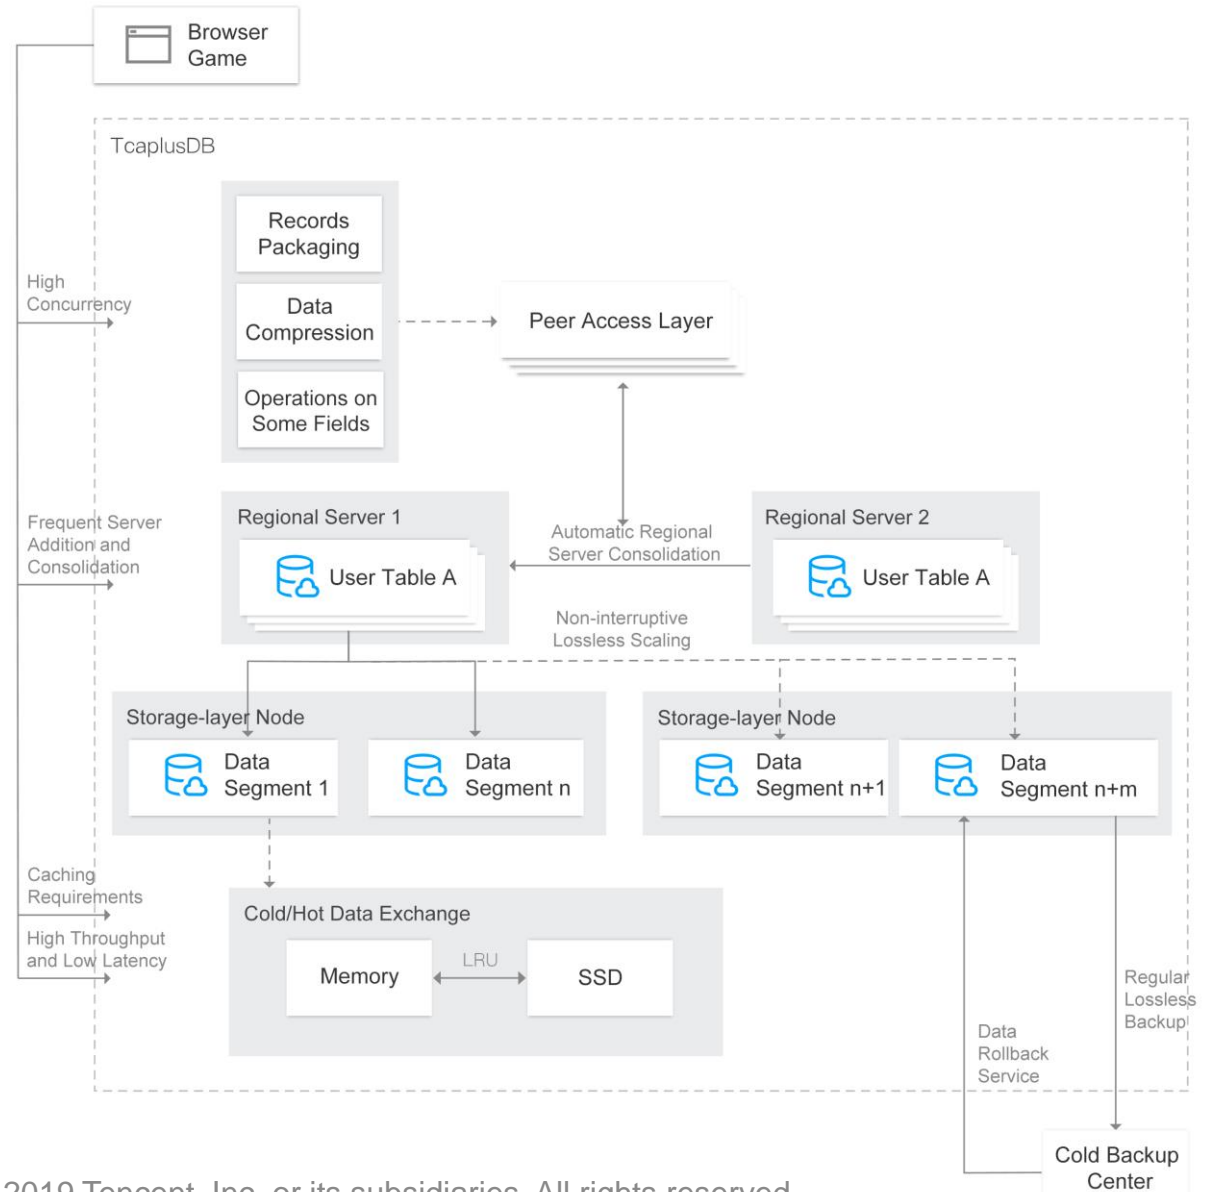 Browser
Game
TcaplusDB
Records
Packaging
High
Concurrency
Data
Compression
Peer Access Layer
Operations on
Some Fields
Frequent Server
Addition and
Consolidation
Regional Server 1
User Table A
Automatic Regional
Server Consolidation
Regional Server 2
User Table A
Non-interruptive
Lossless Scaling
Storage-layer Node
Data
Segment 1
Data
Segment n
Storage-layer Node
Data
Segment n+1
Data
Segment n+m
Caching
Requirements
High Throughput
and Low Latency
Cold/Hot Data Exchange
Memory
LRU
SSD
Regular
Lossless
Backup
Data
Rollback
Service
Cold Backup
Center
2019 Tencent, Inc. or its subsidiaries. All rights reserved